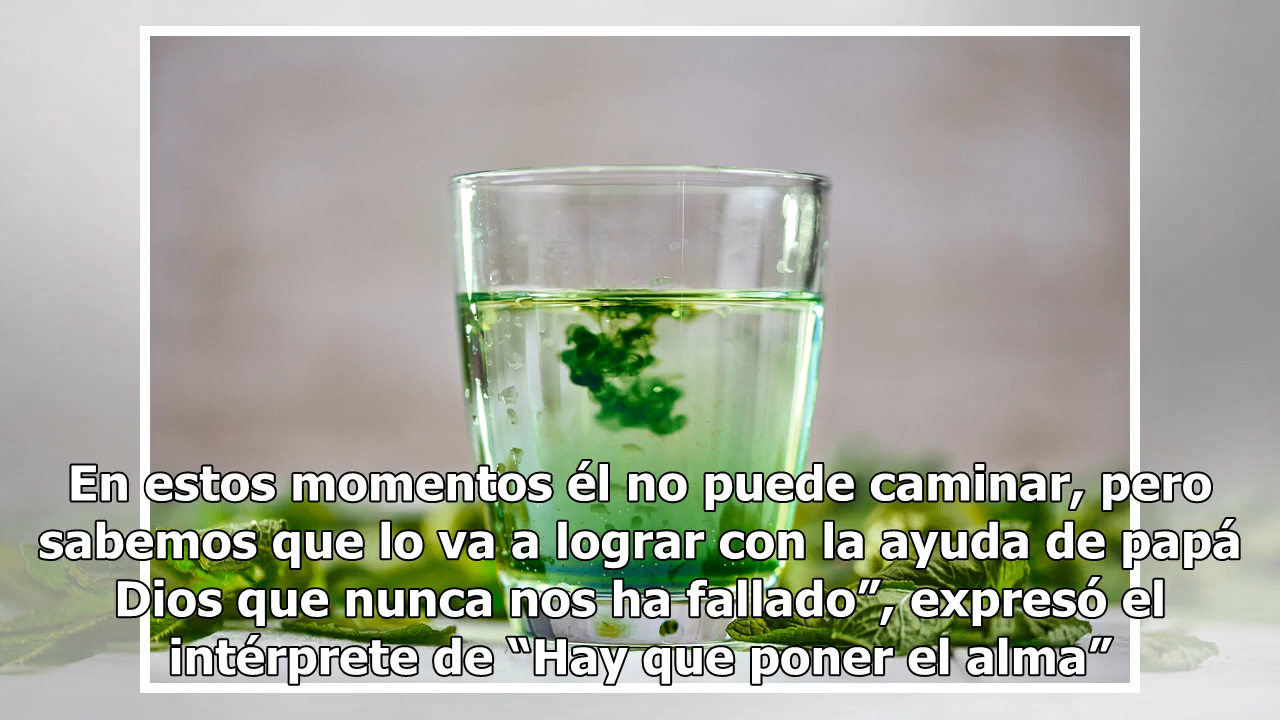 En estos momentos él no puede caminar, pero
sabemos que lo va a lograr con la ayuda de papá
Dios que nunca nos ha fallado”, expresó el
intérprete de “Hay que poner el alma”